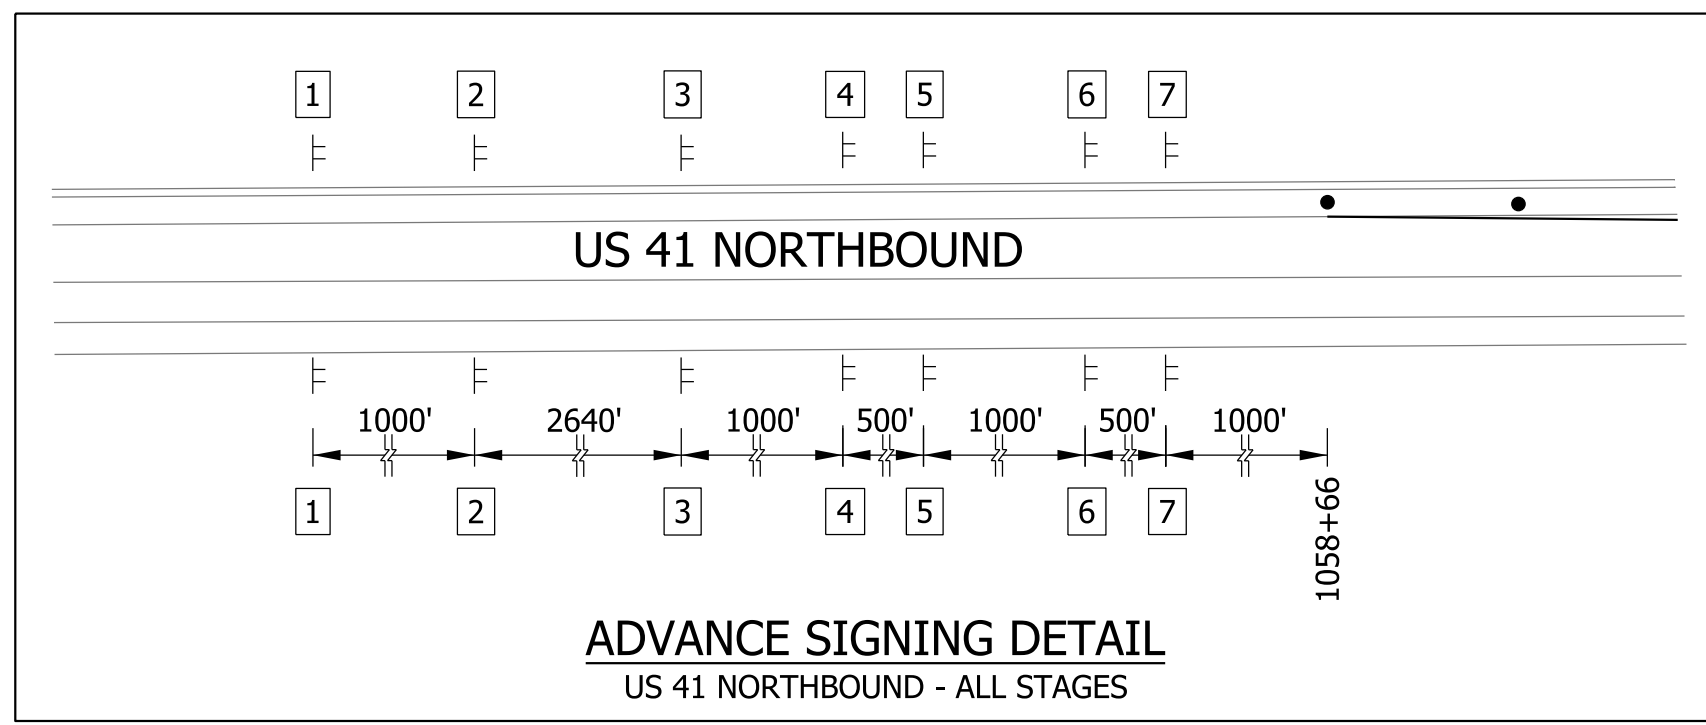 1 2 3 4 5 6 7
US 41 NORTHBOUND
1000' 2640' 1000' 500' 1000' 500' 1000'
1 2 3 4 5 6 7
1058+66
ADVANCE SIGNING DETAIL
US 41 NORTHBOUND - ALL STAGES